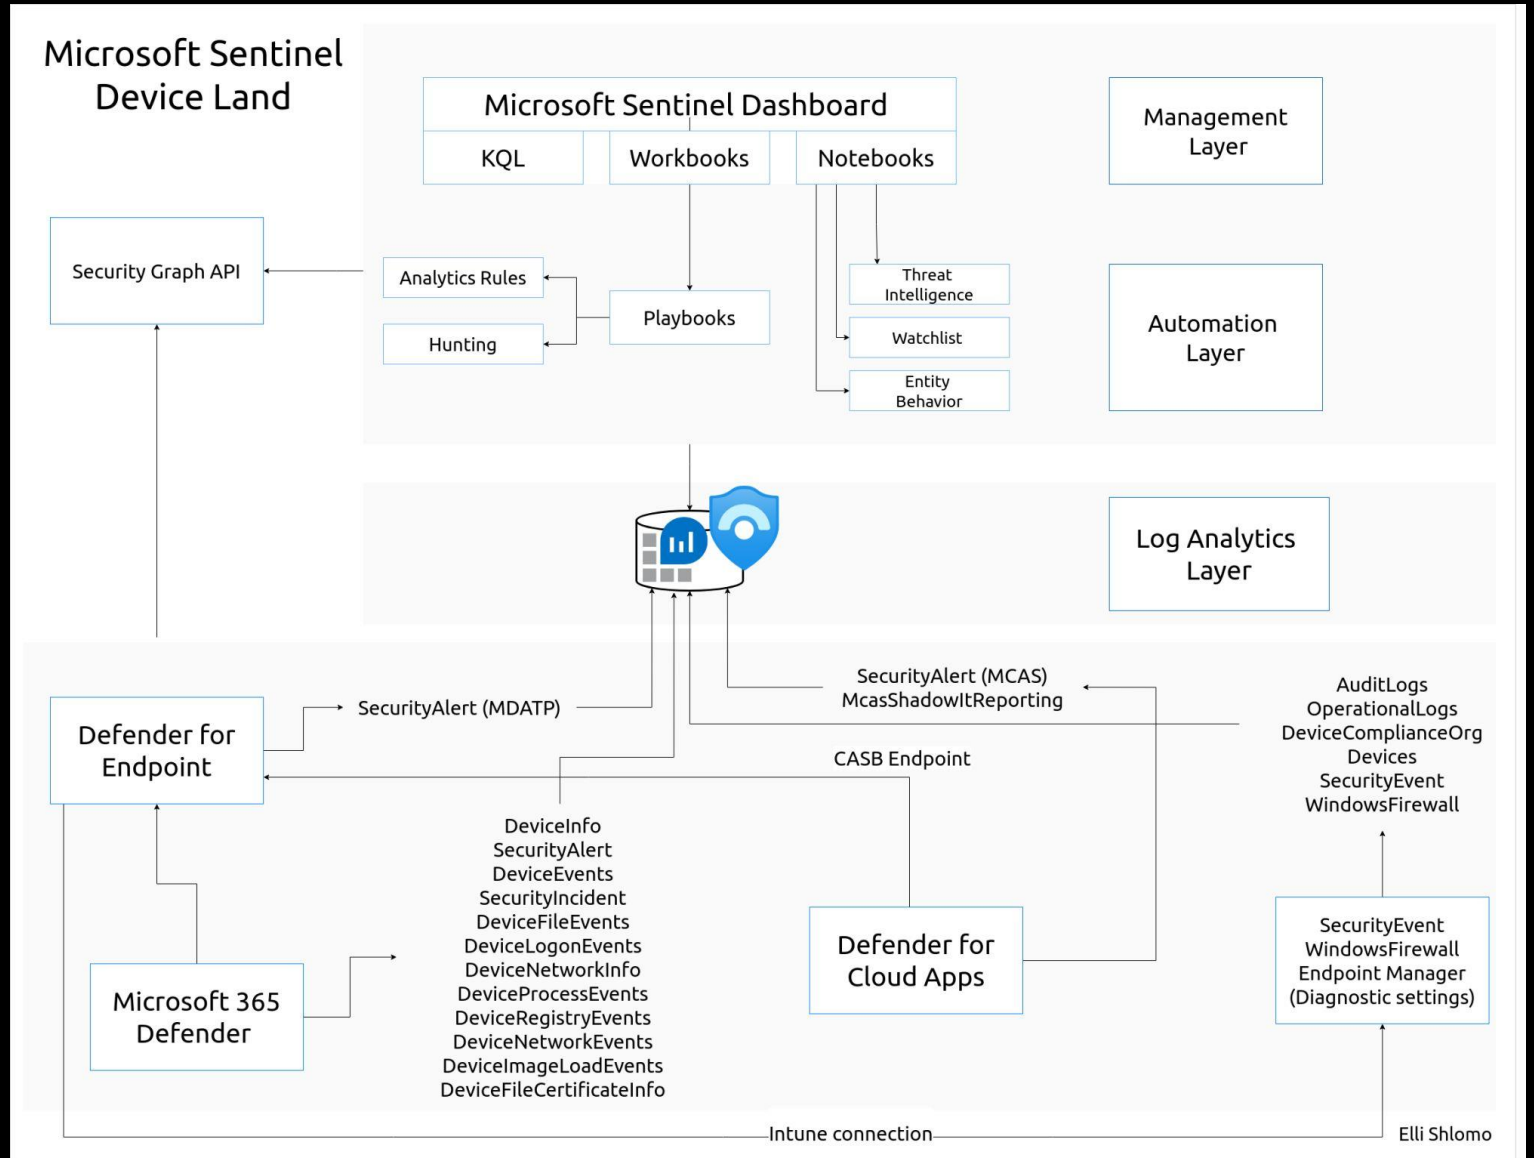 Microsoft Sentinel
Device Land
Microsoft Sentinel Dashboard
KQL
Workbooks
Notebooks
Management
Layer
Security Graph API
Analytics Rules
Hunting
Playbooks
Threat
Intelligence
Watchlist
Entity
Behavior
Automation
Layer
Log Analytics
Layer
Defender for
Endpoint
SecurityAlert (MDATP)
SecurityAlert (MCAS)
McasShadowItReporting
CASB Endpoint
AuditLogs
OperationalLogs
DeviceComplianceOrg
Devices
SecurityEvent
WindowsFirewall
DeviceInfo
SecurityAlert
DeviceEvents
SecurityIncident
DeviceFileEvents
DeviceLogonEvents
DeviceNetworkInfo
DeviceProcessEvents
DeviceRegistryEvents
DeviceNetworkEvents
DeviceImageLoadEvents
DeviceFileCertificateInfo
Microsoft 365
Defender
Defender for
Cloud Apps
SecurityEvent
WindowsFirewall
Endpoint Manager
(Diagnostic settings)
Intune connection
Elli Shlomo